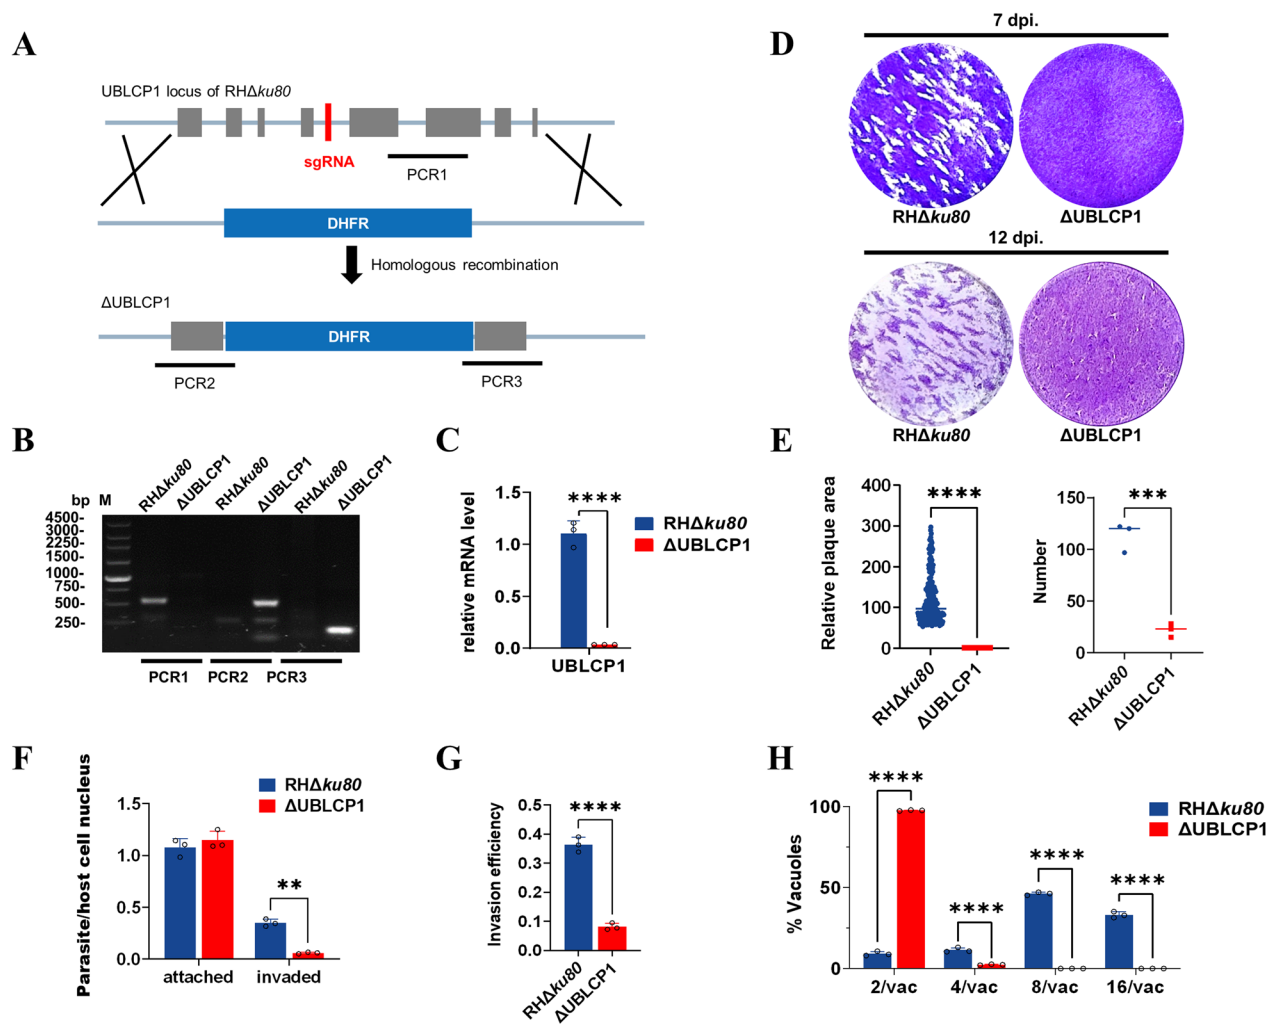 A
UBLCP1 locus of RHΔku80
sgRNA
PCR1
DHFR
Homologous recombination
ΔUBLCP1
DHFR
PCR2
PCR3
B
RHΔku80
ΔUBLCP1
RHΔku80
ΔUBLCP1
RHΔku80
ΔUBLCP1
bp M
4500-
3000-
2250-
1500-
1000-
750-
500-
250-
PCR1 PCR2 PCR3
C
relative mRNA level
1.5
1.0
0.5
0.0
****
UBLCP1
RHΔku80
ΔUBLCP1
D
7 dpi.
RHΔku80 ΔUBLCP1
12 dpi.
RHΔku80 ΔUBLCP1
E
Relative plaque area
400
300
200
100
0
****
RHΔku80
ΔUBLCP1
Number
150
100
50
0
***
RHΔku80
ΔUBLCP1
F
Parasite/host cell nucleus
1.5
1.0
0.5
0.0
**
attached invaded
RHΔku80
ΔUBLCP1
G
Invasion efficiency
0.5
0.4
0.3
0.2
0.1
0.0
****
RHΔku80
ΔUBLCP1
H
% Vacuoles
100
50
0
****
****
****
****
2/vac 4/vac 8/vac 16/vac
RHΔku80
ΔUBLCP1